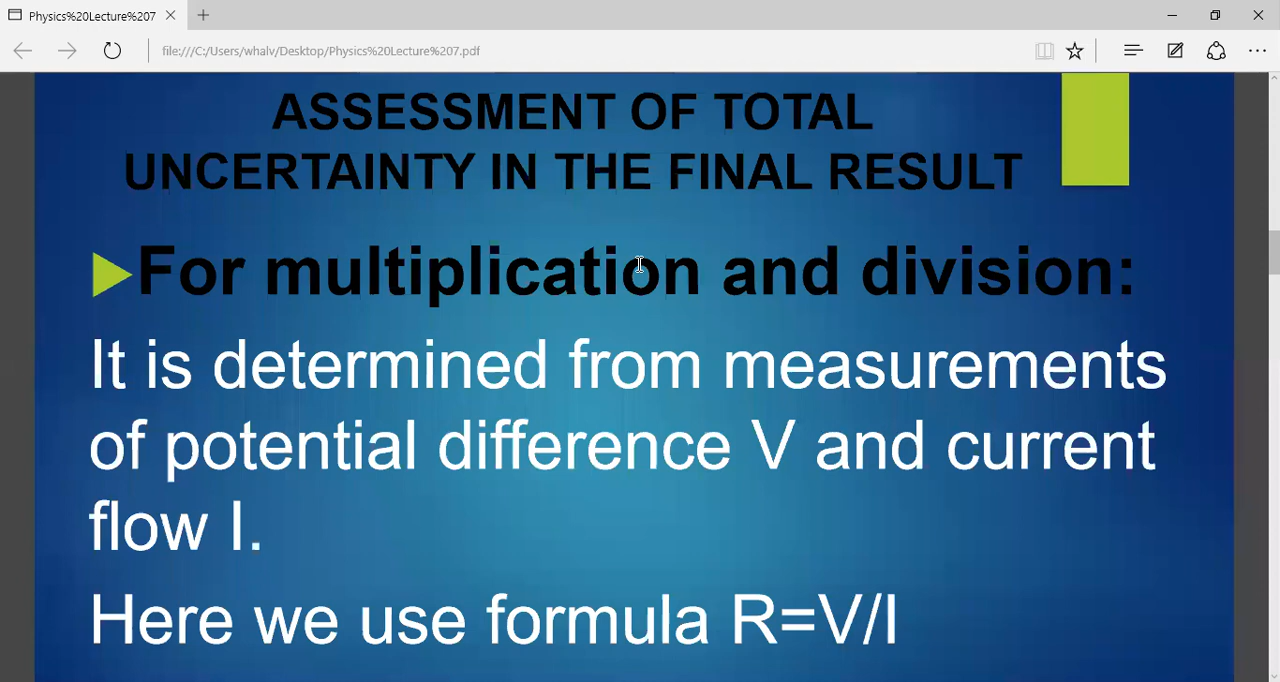 Physics%20Lecture%207
file:///C:/Users/whalv/Desktop/Physics%20Lecture%207.pdf
ASSESSMENT OF TOTAL
UNCERTAINTY IN THE FINAL RESULT
For multiplication and division:
It is determined from measurements
of potential difference V and current
flow I.
Here we use formula R=V/I